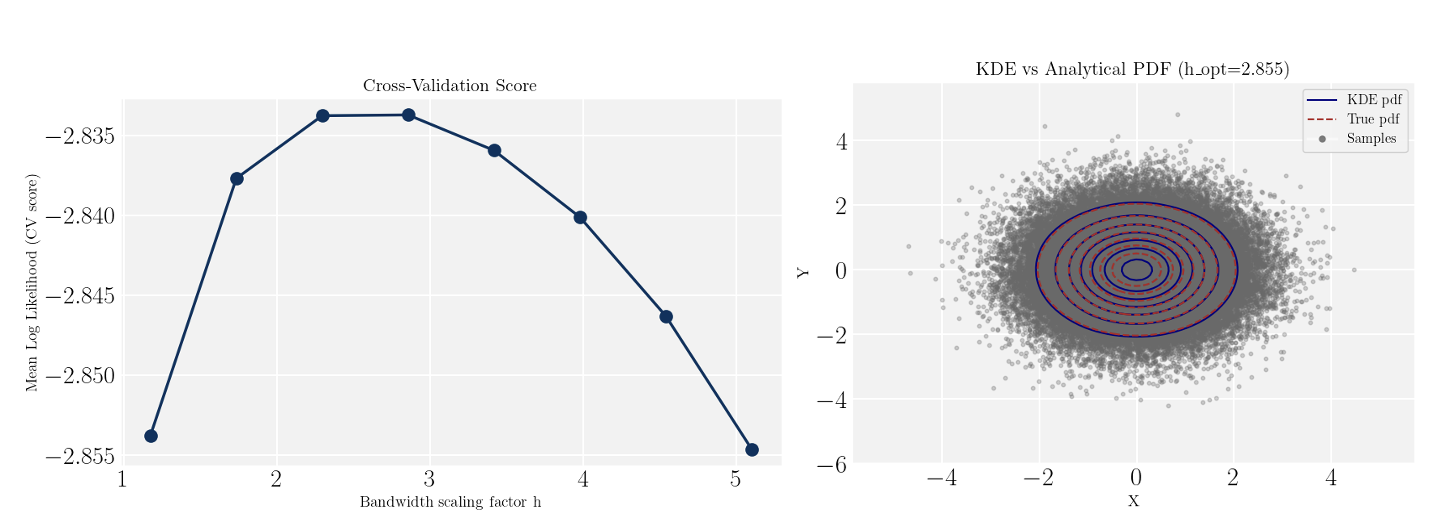 Cross-Validation Score
Mean Log Likelihood (CV score)
−2.835
−2.840
−2.845
−2.850
−2.855
1 2 3 4 5
Bandwidth scaling factor h
KDE vs Analytical PDF (h_opt=2.855)
KDE pdf
True pdf
Samples
Y
4
2
0
−2
−4
−6
−4 −2 0 2 4
X